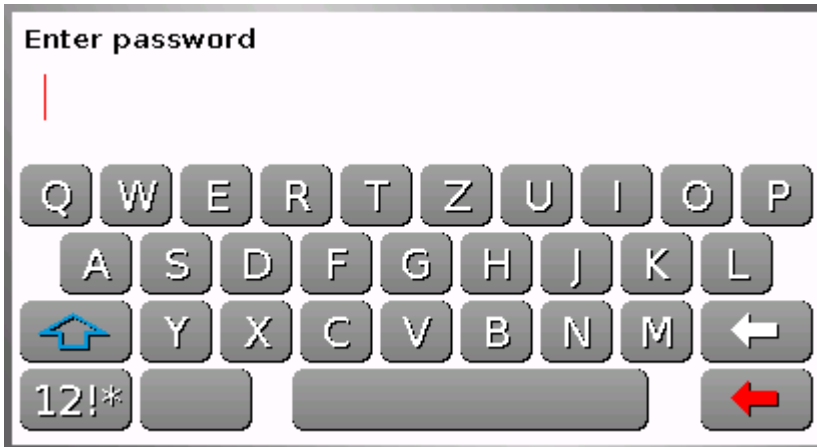 Enter password
Q W E R T Z U I O P
A S D F G H J K L
Y X C V B N M
12!*